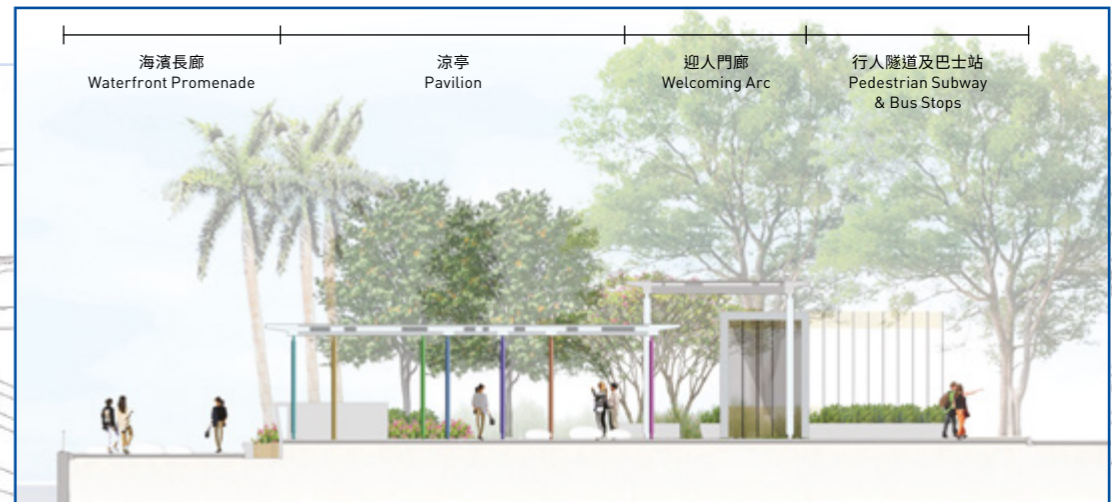 海濱長廊
Waterfront Promenade
涼亭
Pavilion
迎人門廊
Welcoming Arc
行人隧道及巴士站
Pedestrian Subway
& Bus Stops